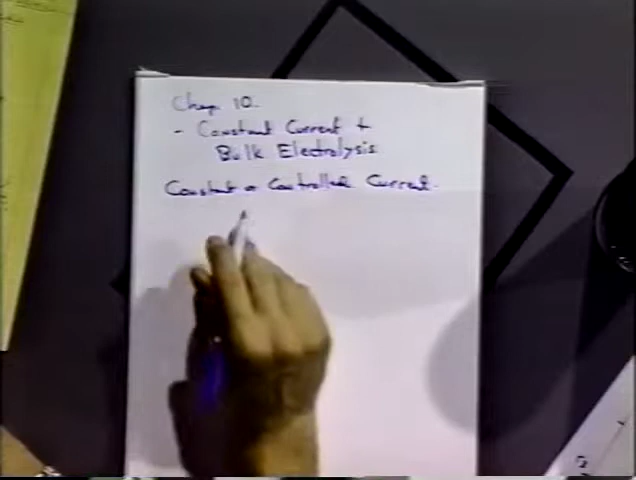 Chap 10.
- Constant Current +
Bulk Electrolysis
Constant or Controlled Current.